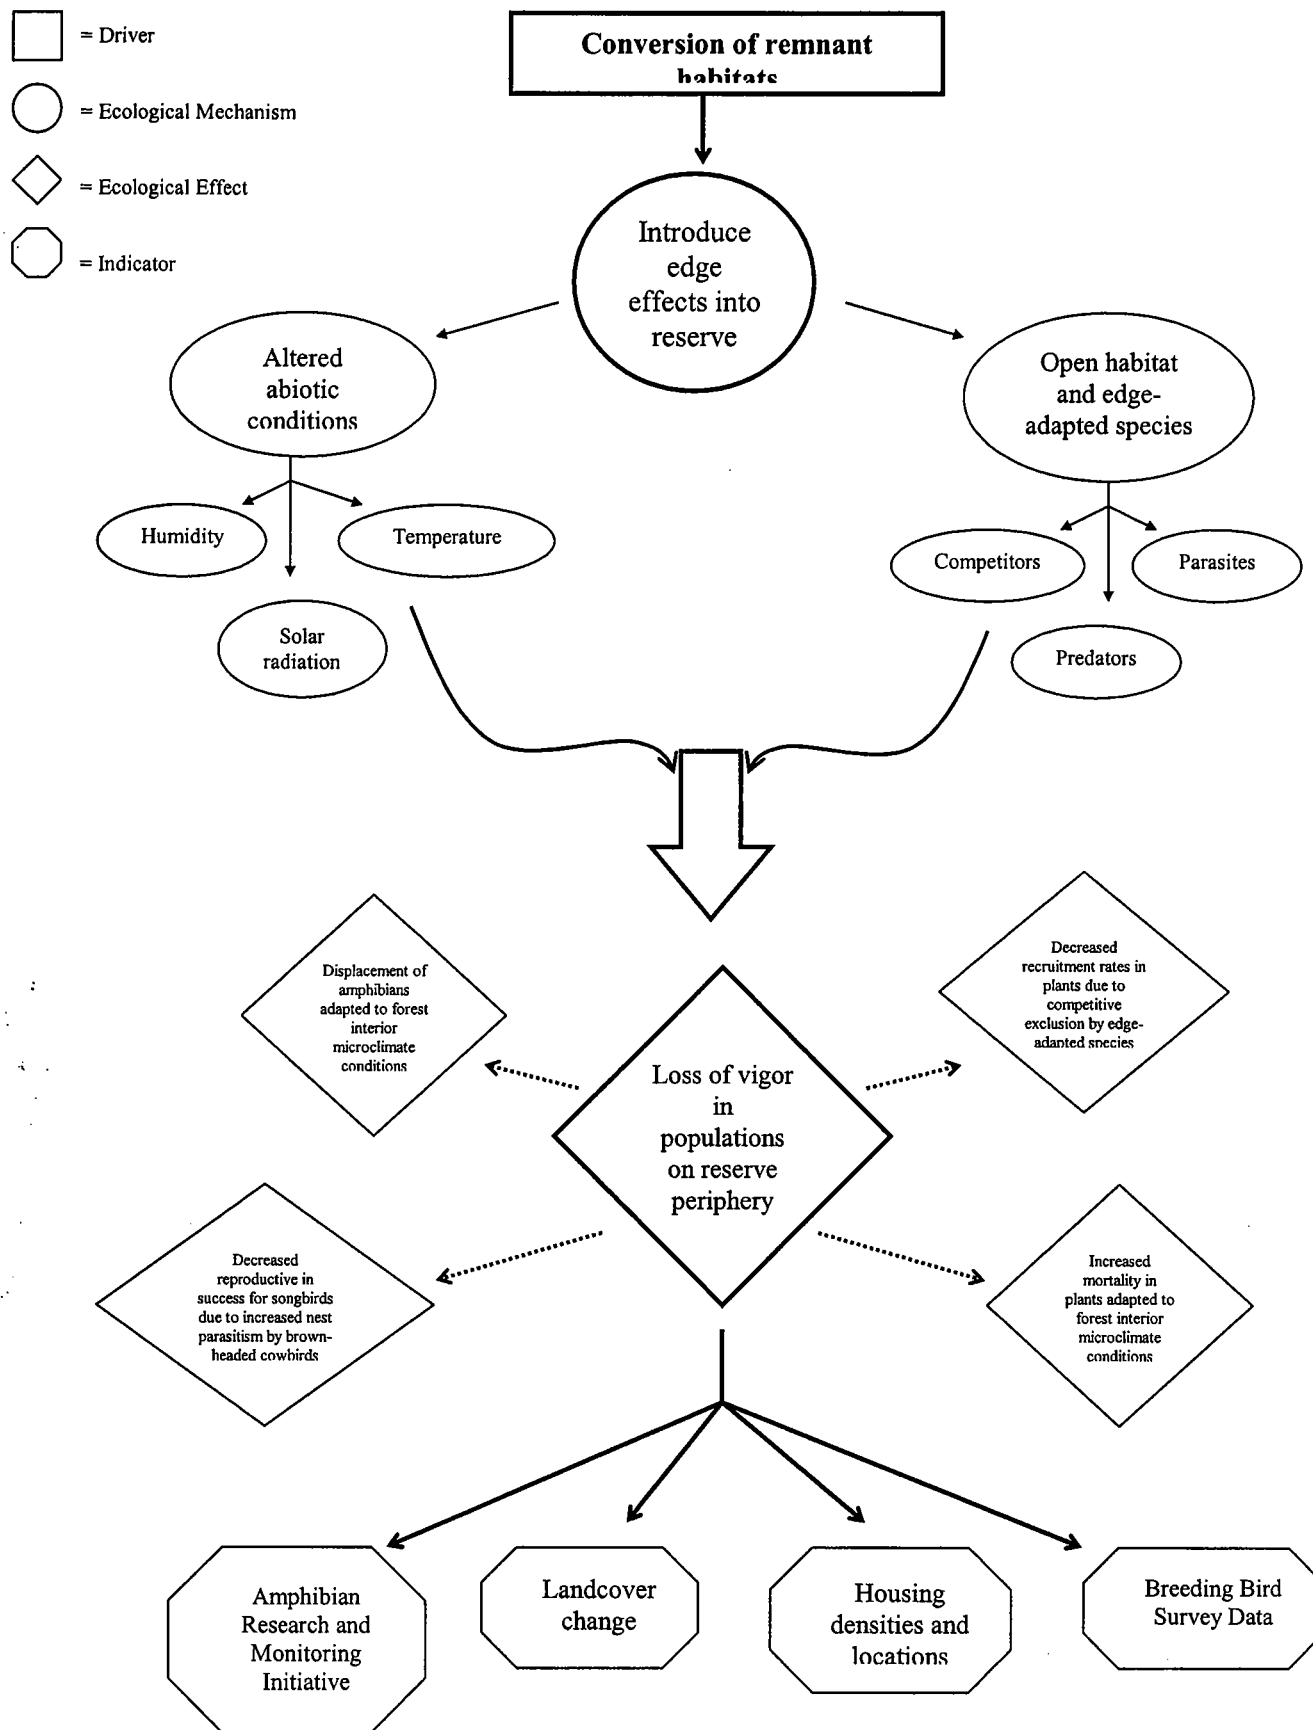 = Driver
= Ecological Mechanism
= Ecological Effect
= Indicator
Conversion of remnant
habitats
Introduce
edge
effects into
reserve
Altered
abiotic
conditions
Open habitat
and edge-
adapted species
Humidity
Temperature
Solar
radiation
Competitors
Parasites
Predators
Displacement of
amphibians
adapted to forest
interior
microclimate
conditions
Decreased
recruitment rates in
plants due to
competitive
exclusion by edge-
adapted species
Loss of vigor
in
populations
on reserve
periphery
Decreased
reproductive in
success for songbirds
due to increased nest
parasitism by brown-
headed cowbirds
Increased
mortality in
plants adapted to
forest interior
microclimate
conditions
Amphibian
Research and
Monitoring
Initiative
Landcover
change
Housing
densities and
locations
Breeding Bird
Survey Data